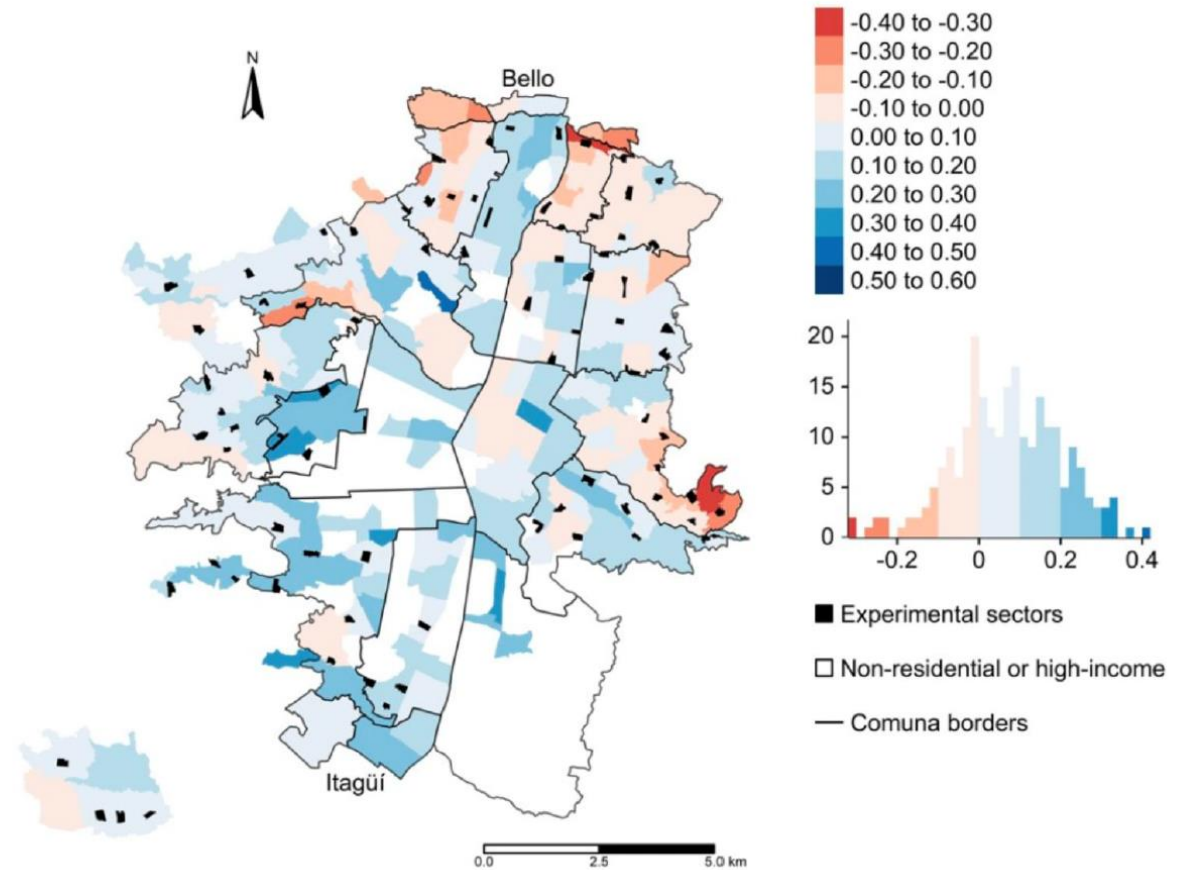 N
Bello
Itagüí
0.0
2.5
5.0 km
-0.40 to -0.30
-0.30 to -0.20
-0.20 to -0.10
-0.10 to 0.00
0.00 to 0.10
0.10 to 0.20
0.20 to 0.30
0.30 to 0.40
0.40 to 0.50
0.50 to 0.60
20
15
10
5
0
-0.2
0
0.2
0.4
Experimental sectors
Non-residential or high-income
Comuna borders